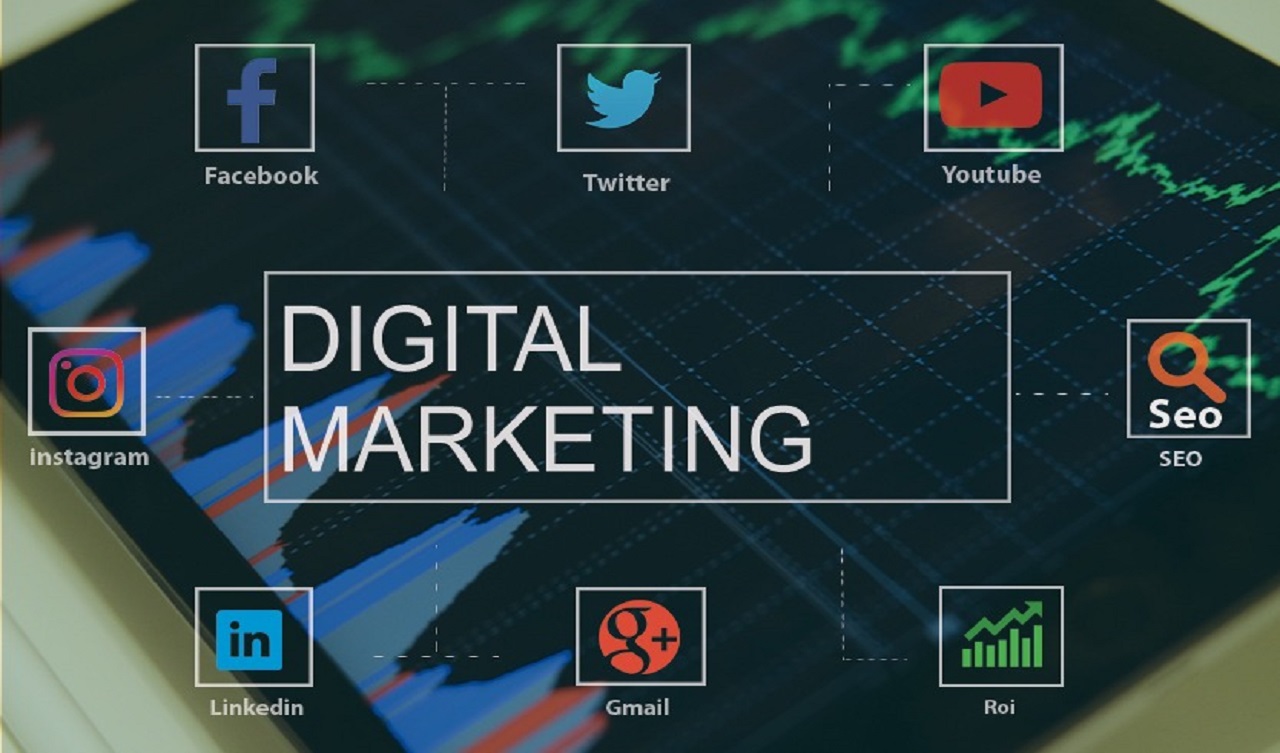 f
Facebook
Twitter
Youtube
DIGITAL
MARKETING
instagram
Seo
SEO
in
Linkedin
g+
Gmail
Roi